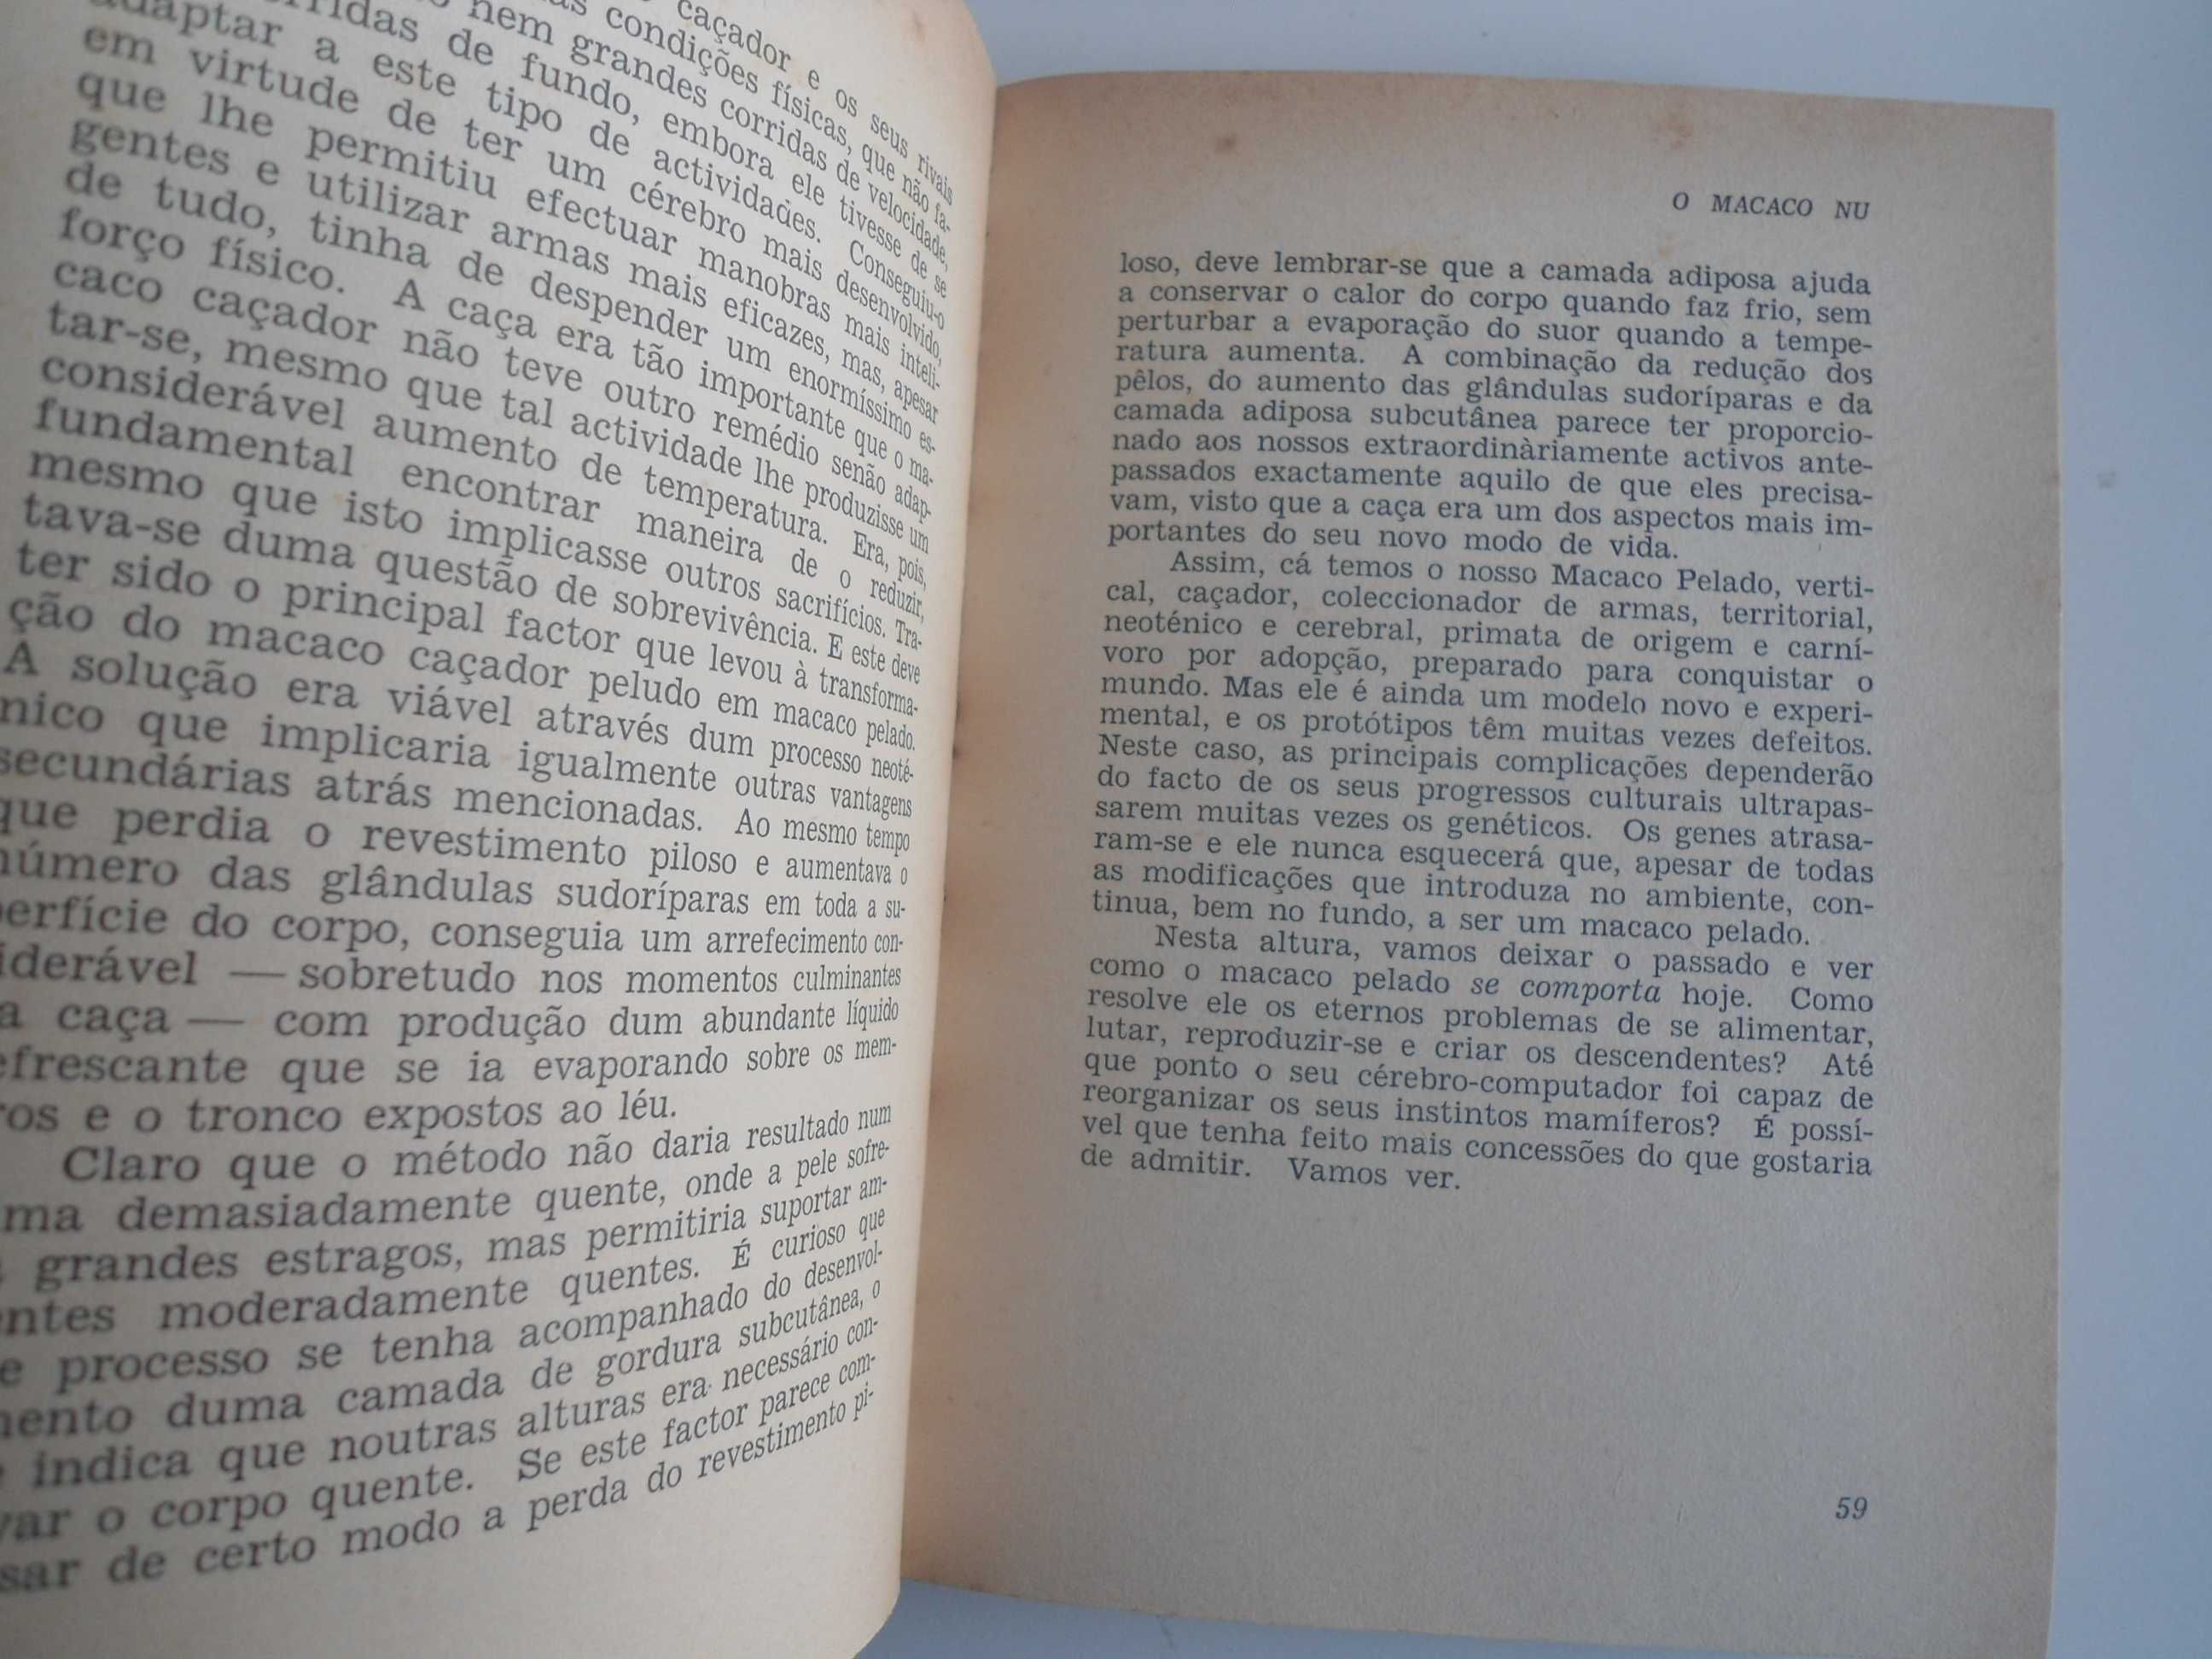 caçador e os seus rivais
condições físicas, que não fa-
nem grandes corridas de velocidade,
de fundo, embora ele tivesse de se
adaptar a este tipo de actividades. Conseguiu-o
em virtude de ter um cérebro mais desenvolvido,
que lhe permitiu efectuar manobras mais inteli-
gentes e utilizar armas mais eficazes, mas, apesar
de tudo, tinha de despender um enormíssimo es-
forço físico. A caça era tão importante que o ma-
caco caçador não teve outro remédio senão adap-
tar-se, mesmo que tal actividade lhe produzisse um
considerável aumento de temperatura. Era, pois,
fundamental encontrar maneira de o reduzir,
mesmo que isto implicasse outros sacrifícios. Tra-
tava-se duma questão de sobrevivência. E este deve
ter sido o principal factor que levou à transforma-
ção do macaco caçador peludo em macaco pelado.
A solução era viável através dum processo neoté-
nico que implicaria igualmente outras vantagens
secundárias atrás mencionadas. Ao mesmo tempo
que perdia o revestimento piloso e aumentava o
número das glândulas sudoríparas em toda a su-
perfície do corpo, conseguia um arrefecimento con-
siderável — sobretudo nos momentos culminantes
a caça — com produção dum abundante líquido
efrescante que se ia evaporando sobre os mem-
ros e o tronco expostos ao léu.
Claro que o método não daria resultado num
ma demasiadamente quente, onde a pele sofre-
grandes estragos, mas permitiria suportar am-
entes moderadamente quentes. É curioso que
e processo se tenha acompanhado do desenvol-
mento duma camada de gordura subcutânea, o
indica que noutras alturas era necessário con-
var o corpo quente. Se este factor parece com-
sar de certo modo a perda do revestimento pi-
O MACACO NU
loso, deve lembrar-se que a camada adiposa ajuda
a conservar o calor do corpo quando faz frio, sem
perturbar a evaporação do suor quando a tempe-
ratura aumenta. A combinação da redução dos
pêlos, do aumento das glândulas sudoríparas e da
camada adiposa subcutânea parece ter proporcio-
nado aos nossos extraordinàriamente activos ante-
passados exactamente aquilo de que eles precisa-
vam, visto que a caça era um dos aspectos mais im-
portantes do seu novo modo de vida.
Assim, cá temos o nosso Macaco Pelado, verti-
cal, caçador, coleccionador de armas, territorial,
neoténico e cerebral, primata de origem e carní-
voro por adopção, preparado para conquistar o
mundo. Mas ele é ainda um modelo novo e experi-
mental, e os protótipos têm muitas vezes defeitos.
Neste caso, as principais complicações dependerão
do facto de os seus progressos culturais ultrapas-
sarem muitas vezes os genéticos. Os genes atrasa-
ram-se e ele nunca esquecerá que, apesar de todas
as modificações que introduza no ambiente, con-
tinua, bem no fundo, a ser um macaco pelado.
Nesta altura, vamos deixar o passado e ver
como o macaco pelado se comporta hoje. Como
resolve ele os eternos problemas de se alimentar,
lutar, reproduzir-se e criar os descendentes? Até
que ponto o seu cérebro-computador foi capaz de
reorganizar os seus instintos mamíferos? É possí-
vel que tenha feito mais concessões do que gostaria
de admitir. Vamos ver.
59